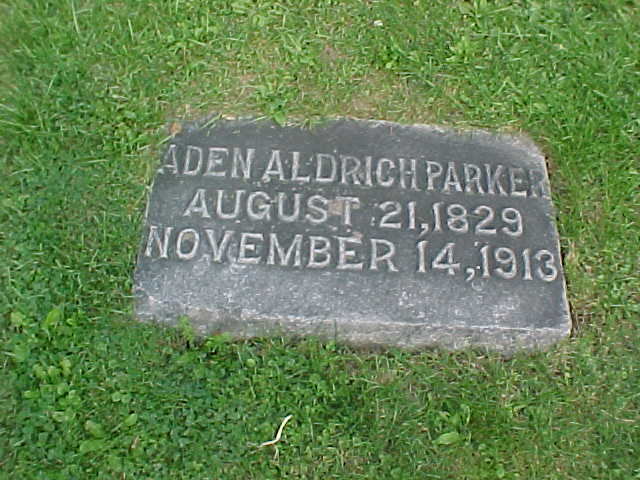 ADEN ALDRICH PARKER
AUGUST 21, 1829
NOVEMBER 14, 1913